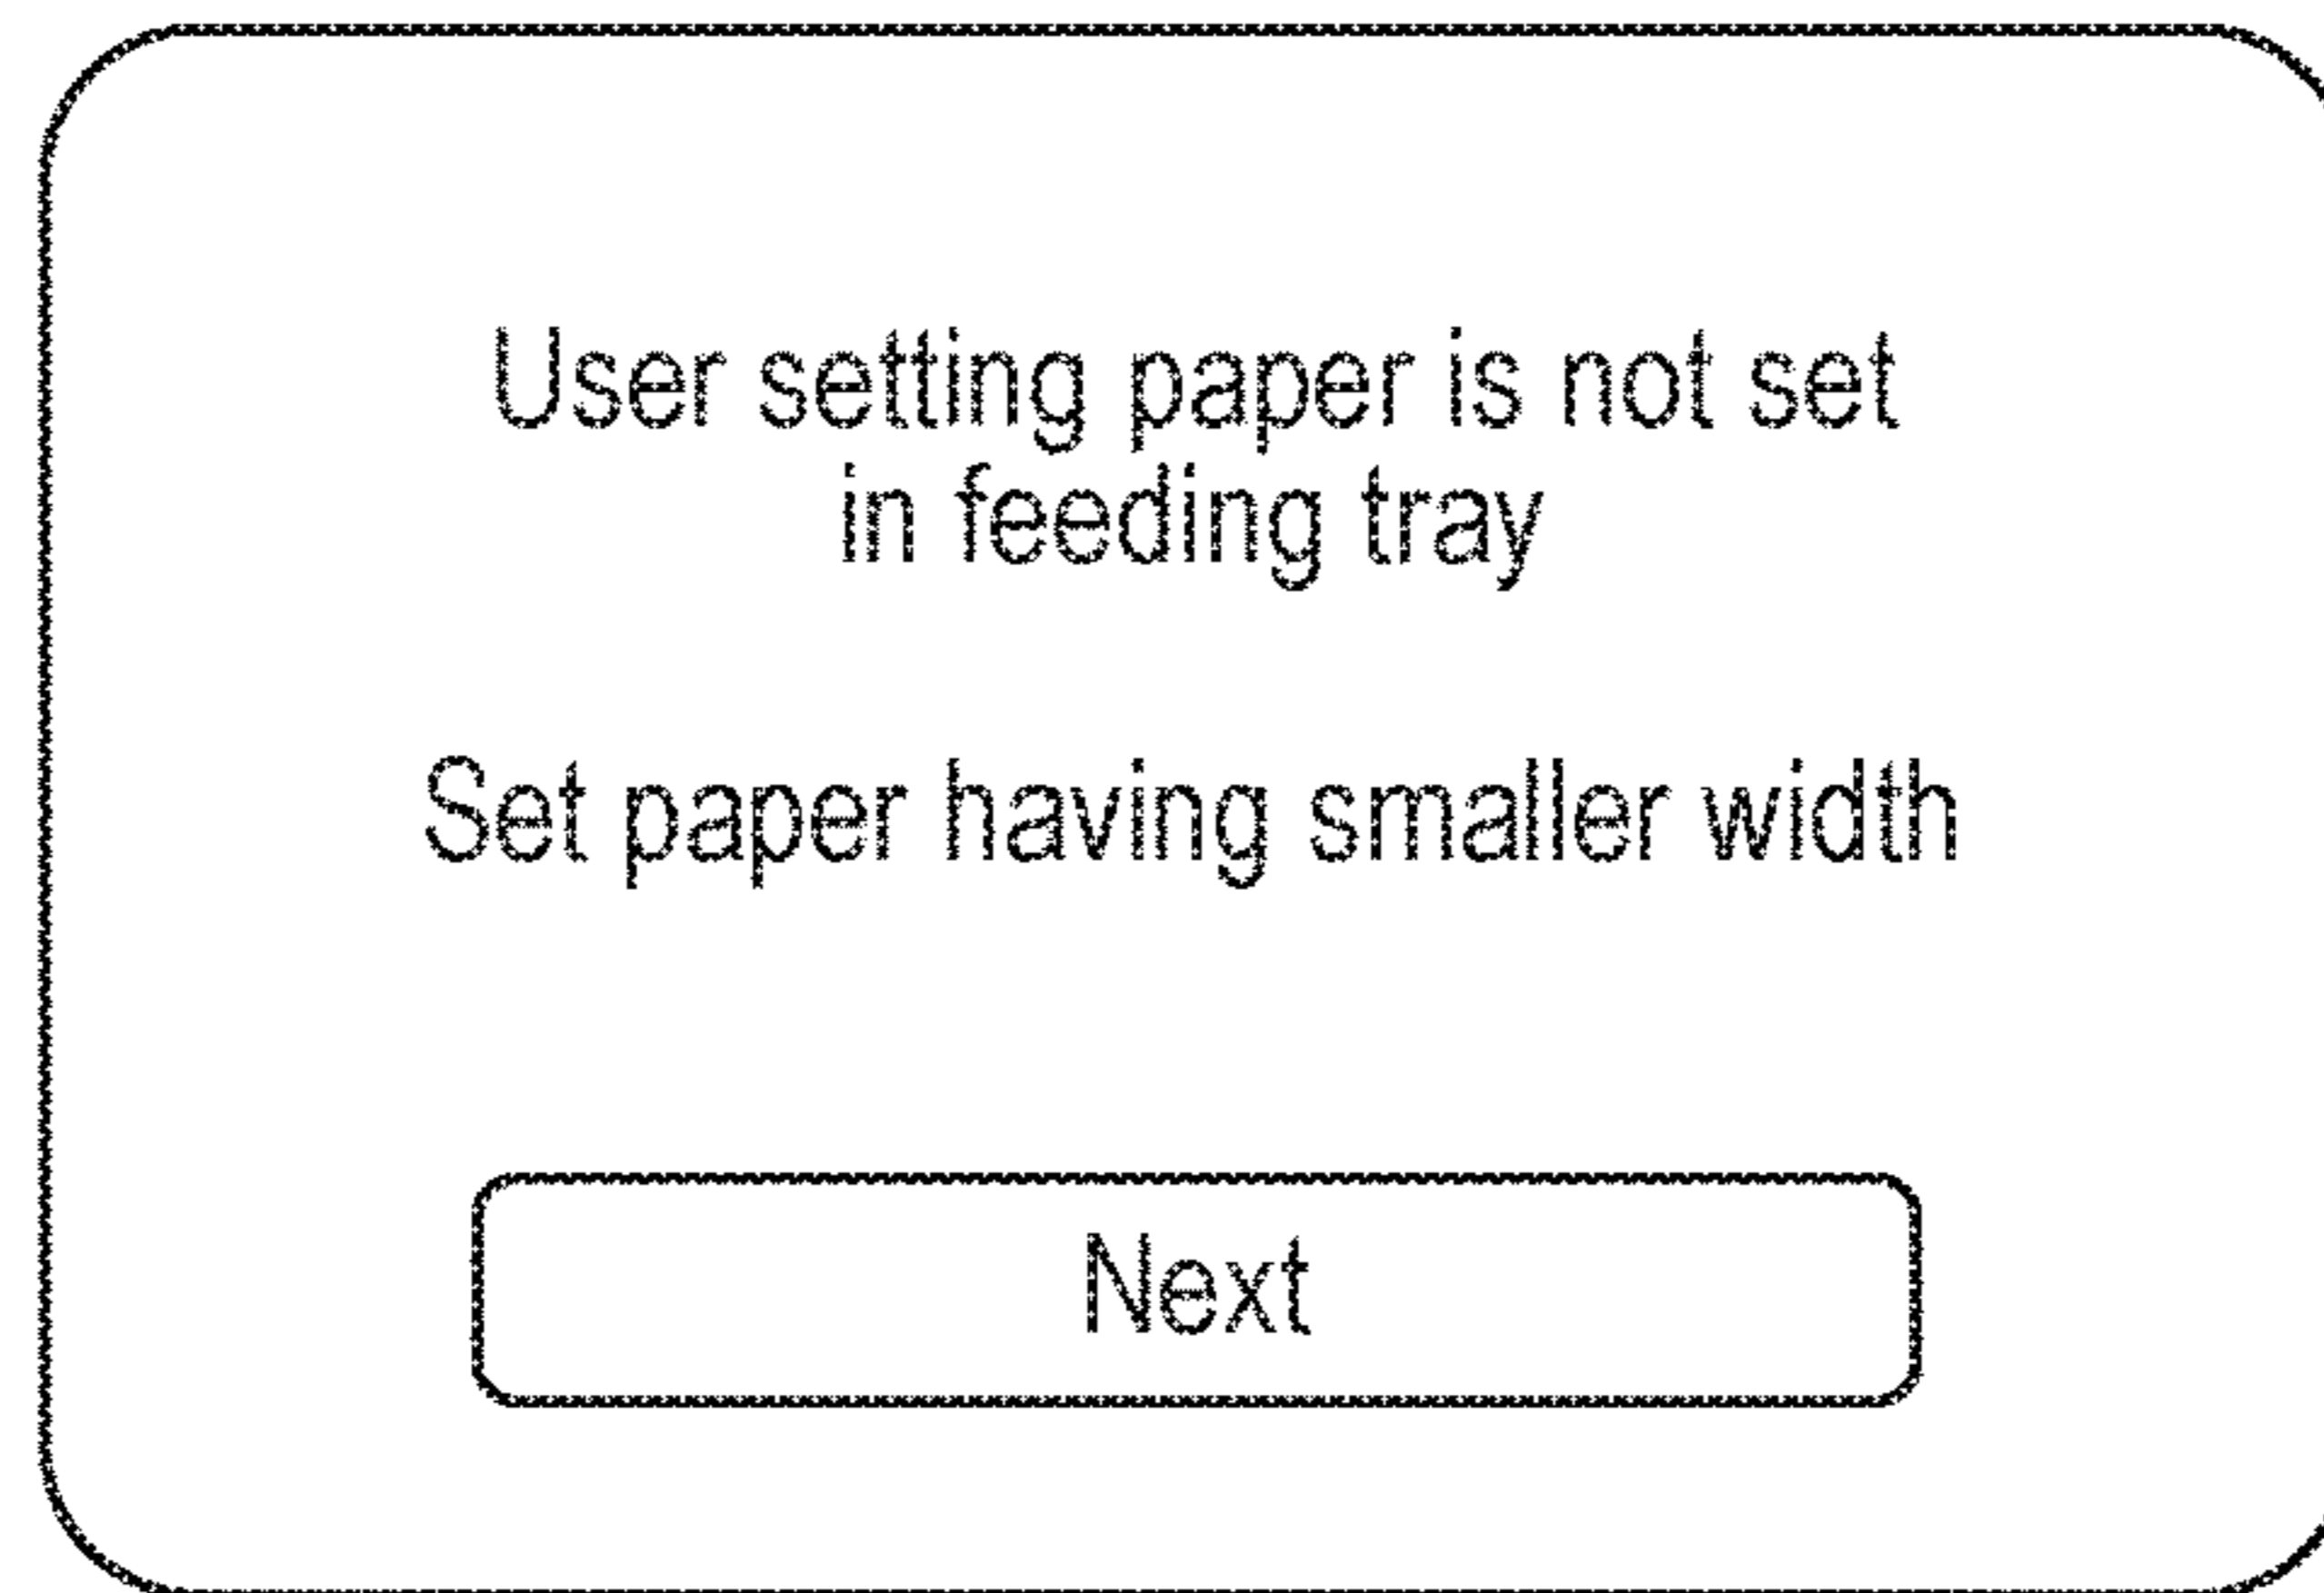 User setting paper is not set
in feeding tray
Set paper having smaller width
Next